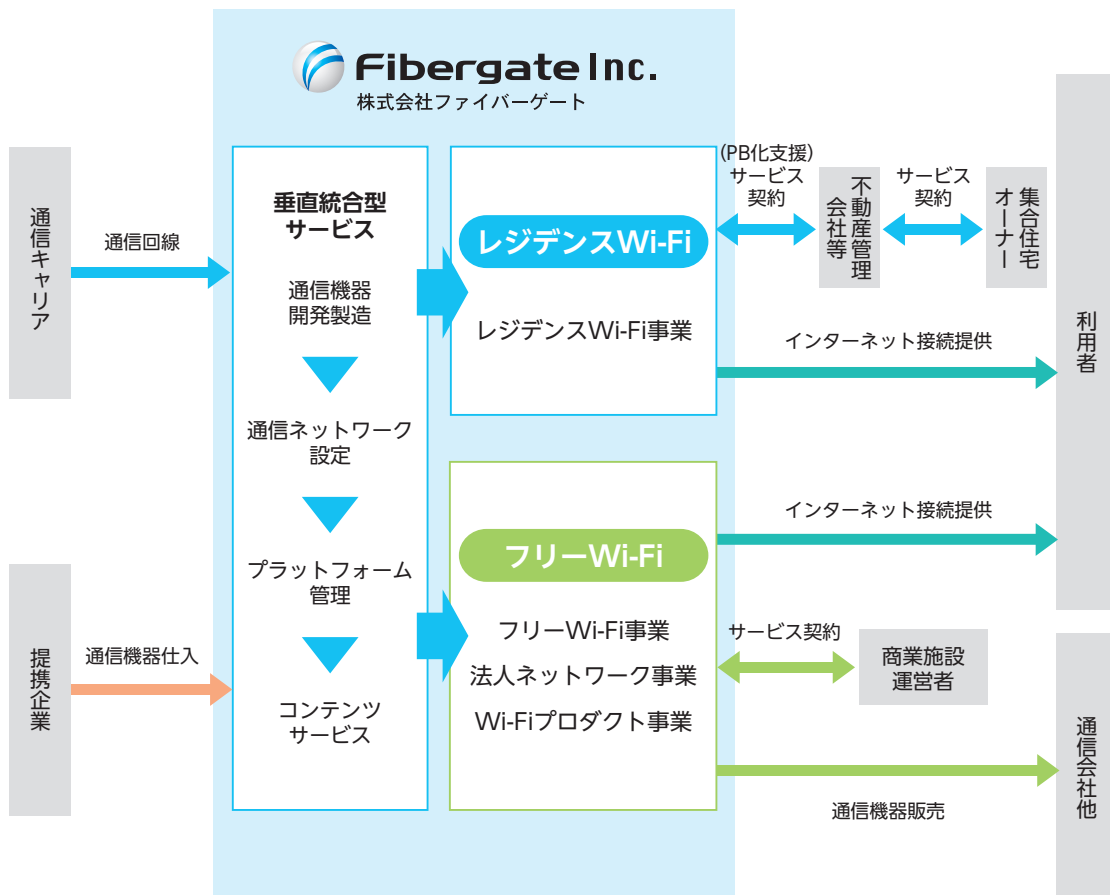 Fibergate Inc.
株式会社ファイバーゲート
通信キャリア
通信回線
提携企業
通信機器仕入
垂直統合型
サービス
通信機器
開発製造
通信ネットワーク
設定
プラットフォーム
管理
コンテンツ
サービス
レジデンスWi-Fi
レジデンスWi-Fi事業
フリーWi-Fi
フリーWi-Fi事業
法人ネットワーク事業
Wi-Fiプロダクト事業
(PB化支援)
サービス
契約
不動産管理
会社等
サービス
契約
集合住宅
オーナー
インターネット接続提供
インターネット接続提供
利用者
サービス契約
商業施設
運営者
通信機器販売
通信会社他